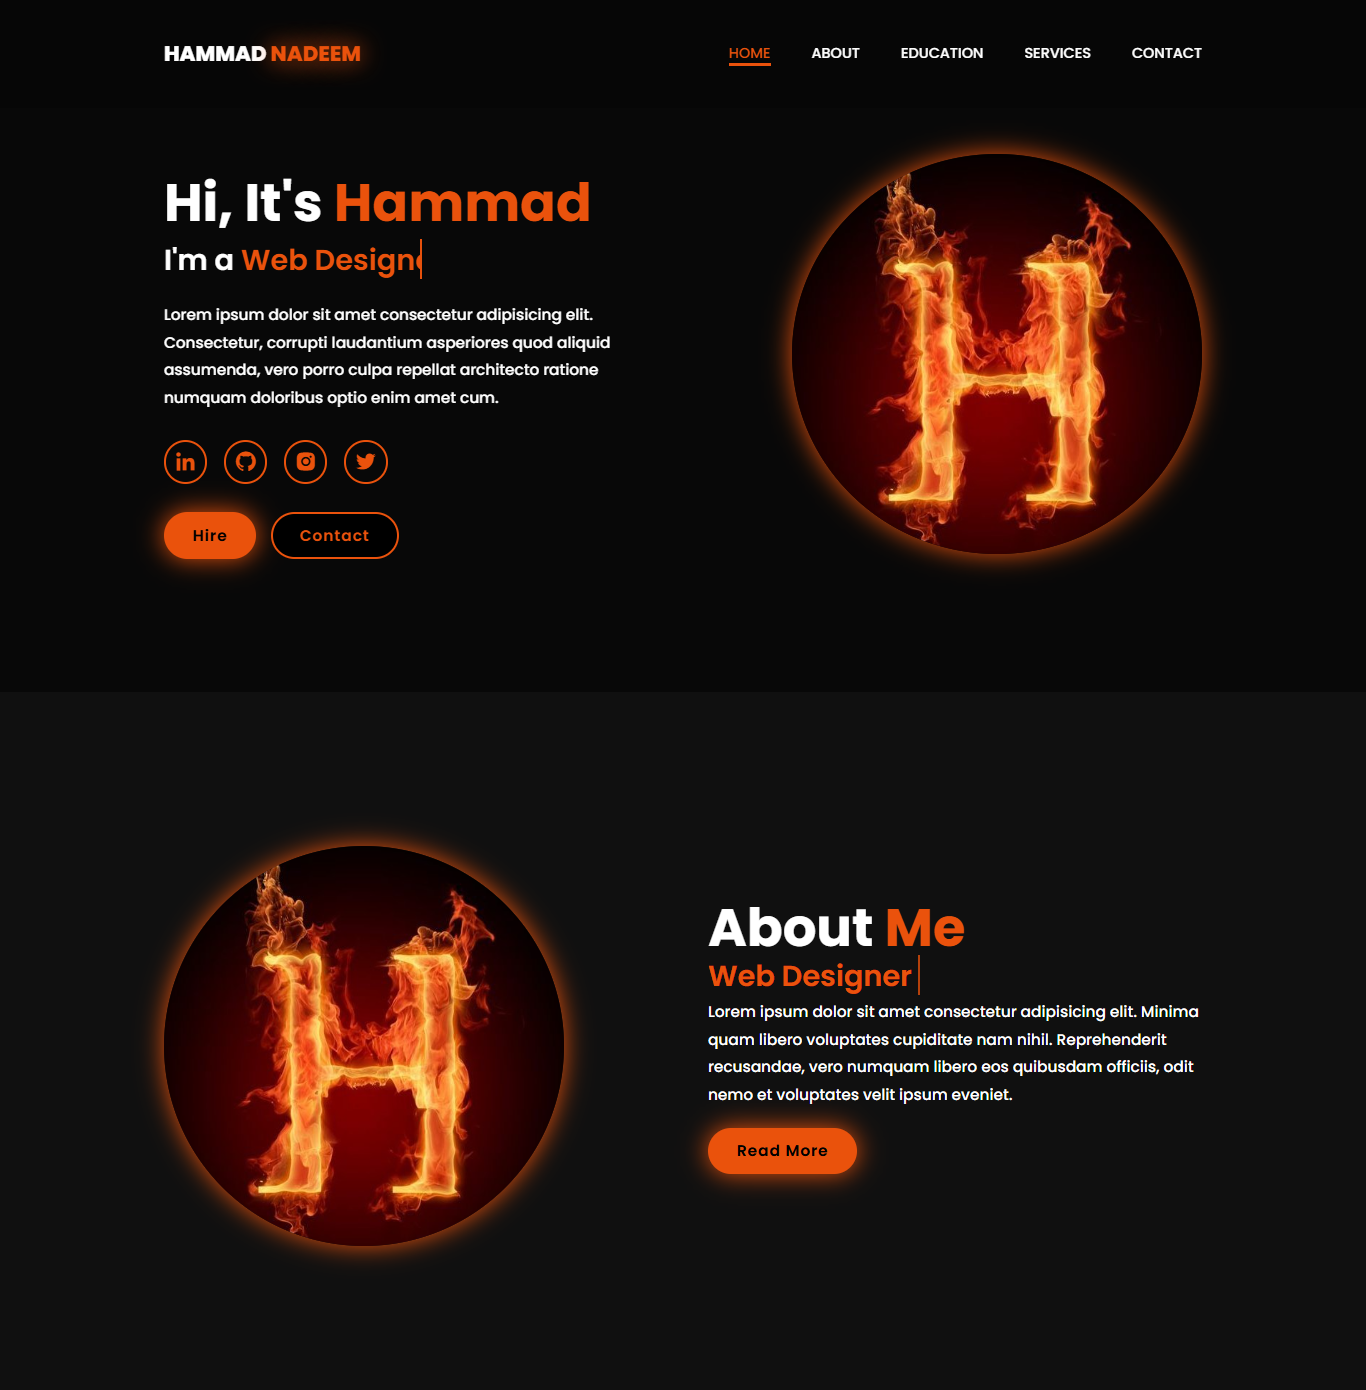 HAMMAD NADEEM
HOME ABOUT EDUCATION SERVICES CONTACT
Hi, It's Hammad
I'm a Web Design
Lorem ipsum dolor sit amet consectetur adipisicing elit.
Consectetur, corrupti laudantium asperiores quod aliquid
assumenda, vero porro culpa repellat architecto ratione
numquam doloribus optio enim amet cum.
in
Hire Contact
H
H
About Me
Web Designer
Lorem ipsum dolor sit amet consectetur adipisicing elit. Minima
quam libero voluptates cupiditate nam nihil. Reprehenderit
recusandae, vero numquam libero eos quibusdam officiis, odit
nemo et voluptates velit ipsum eveniet.
Read More